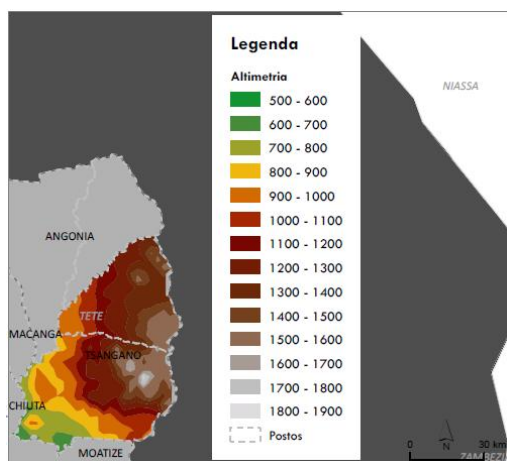 Legenda
Altimetria
500 - 600
600 - 700
700 - 800
800 - 900
900 - 1000
1000 - 1100
1100 - 1200
1200 - 1300
1300 - 1400
1400 - 1500
1500 - 1600
1600 - 1700
1700 - 1800
1800 - 1900
Postos
NIASSA
ANGONIA
TETE
MACANGA
TSANGANO
CHIUTA
MOATIZE
0 30 km
ZAMBEZI